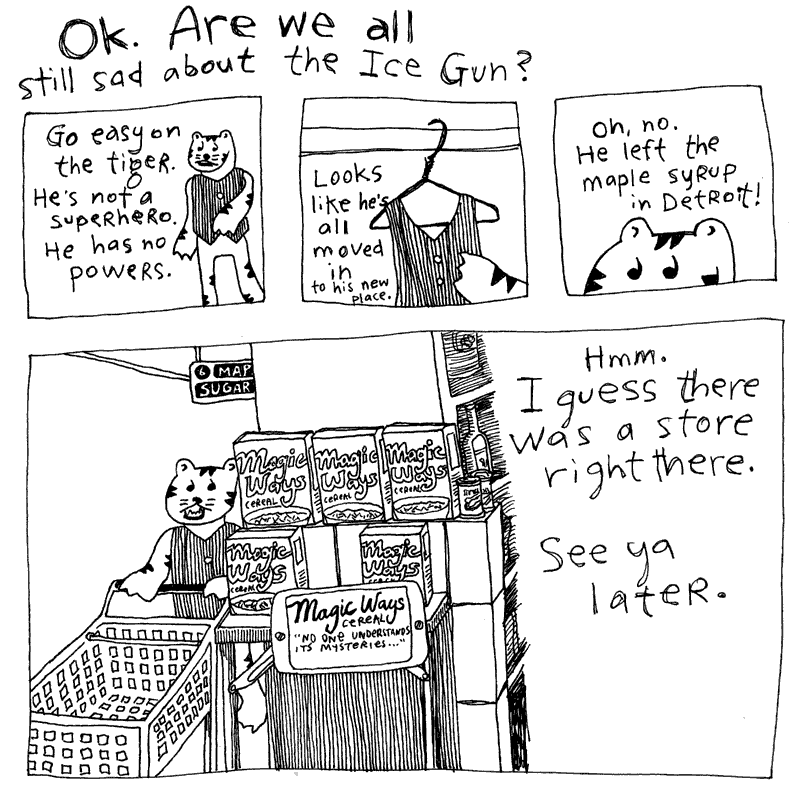 Ok. Are we all
still sad about the Ice Gun?
Go easy on
the tiger.
He's not a
superhero.
He has no
powers.
Looks
like he's
all
moved
in
to his new
place.
Oh, no.
He left the
maple syrup
in Detroit!
6 MAP
SUGAR
Hmm.
I guess there
was a store
right there.
See ya
later.
Magic
Ways
CEREAL
Magic
Ways
CEREAL
Magic
Ways
CEREAL
Magic
Ways
CEREAL
Magic
Ways
Magic Ways
CEREAL
"NO ONE UNDERSTANDS
ITS MYSTERIES..."